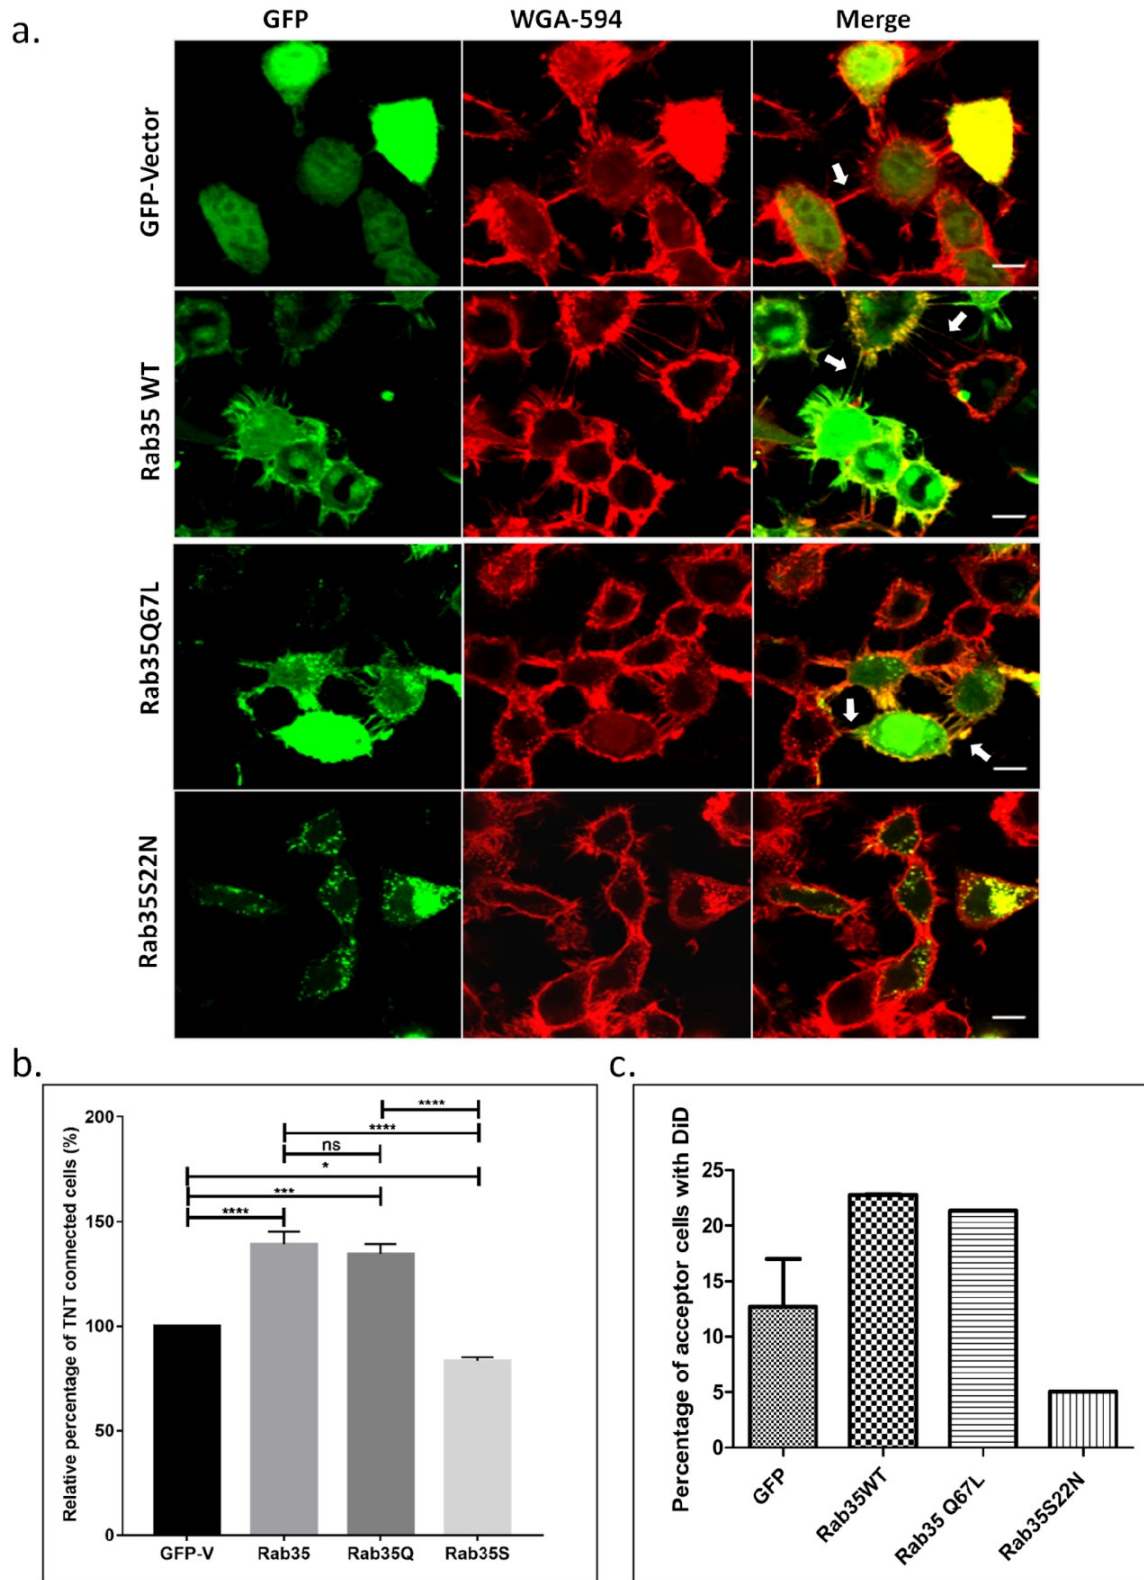 a.
GFP WGA-594 Merge
GFP-Vector
Rab35 WT
Rab35Q67L
Rab35S22N
b.
Relative percentage of TNT connected cells (%)
200
150
100
50
0
****
****
ns
*
***
****
GFP-V Rab35 Rab35Q Rab35S
c.
Percentage of acceptor cells with DiD
25
20
15
10
5
0
GFP
Rab35WT
Rab35 Q67L
Rab35S22N